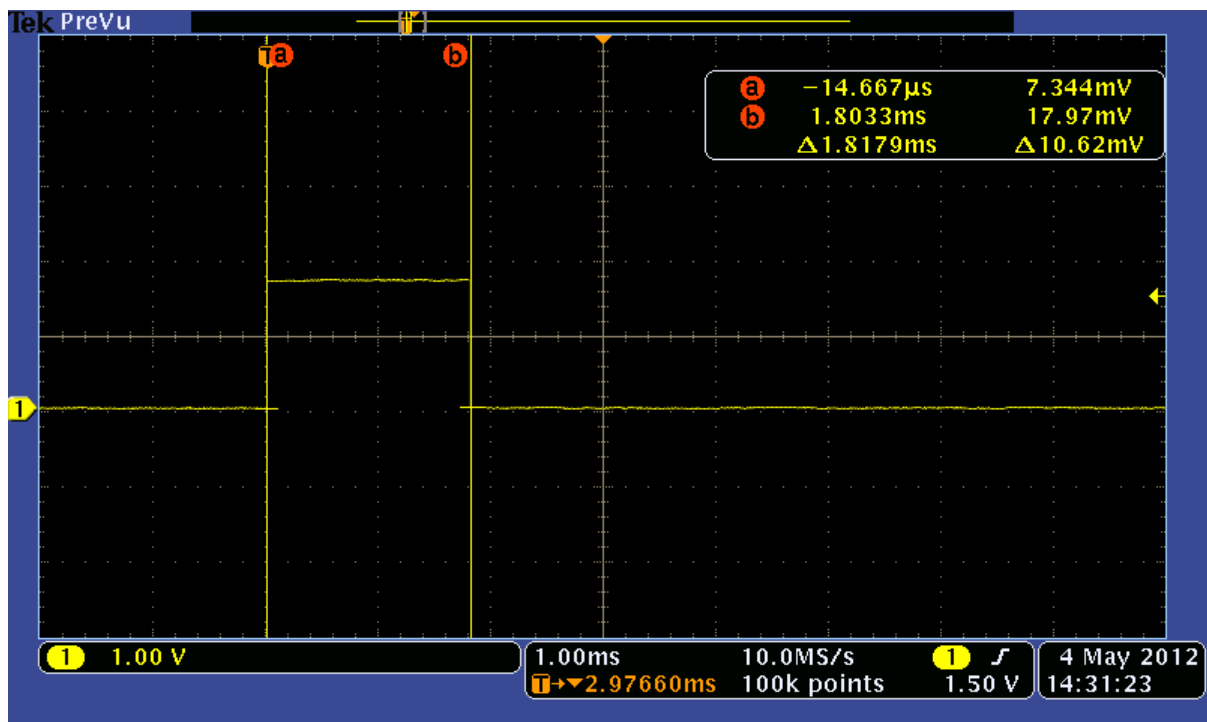 Tek PreVu
T a b
a −14.667µs 7.344mV
b 1.8033ms 17.97mV
Δ1.8179ms Δ10.62mV
1
1 1.00 V
1.00ms 10.0MS/s 1
T→▼2.97660ms 100k points 1.50 V
4 May 2012
14:31:23